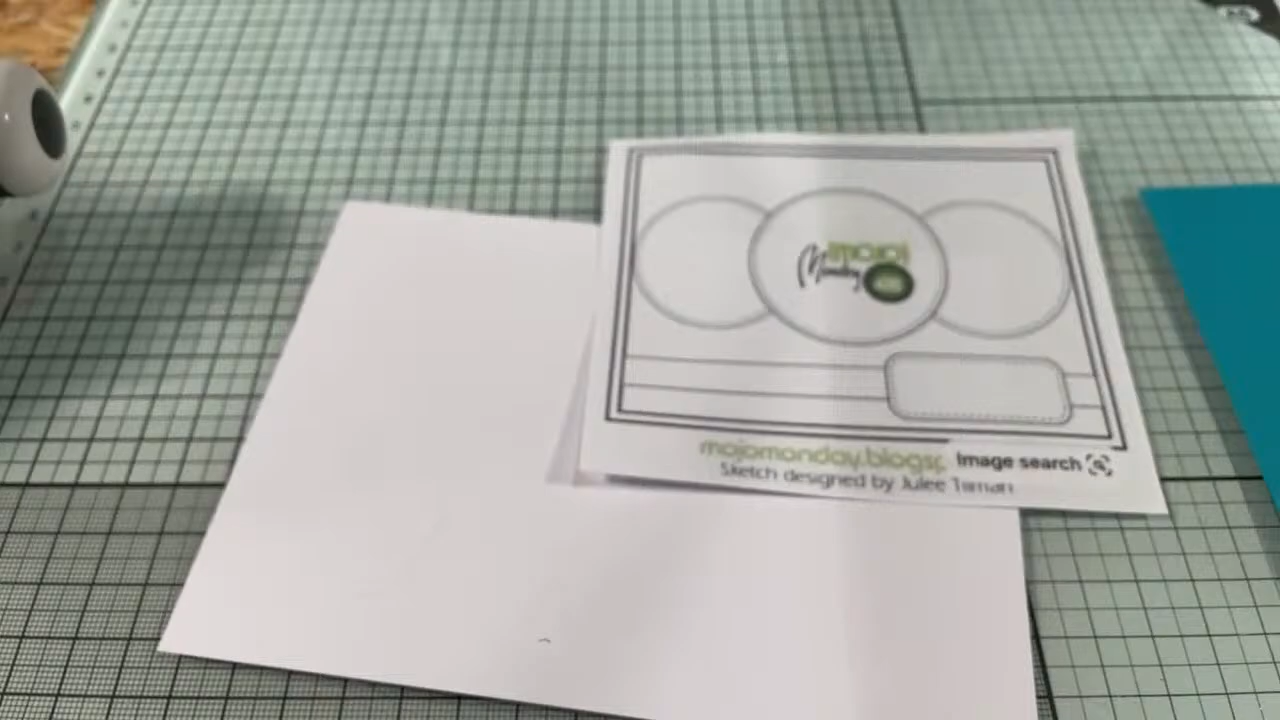 mojo
Monday
mojomonday.blogsp
Image search
Sketch designed by Julee Tilman